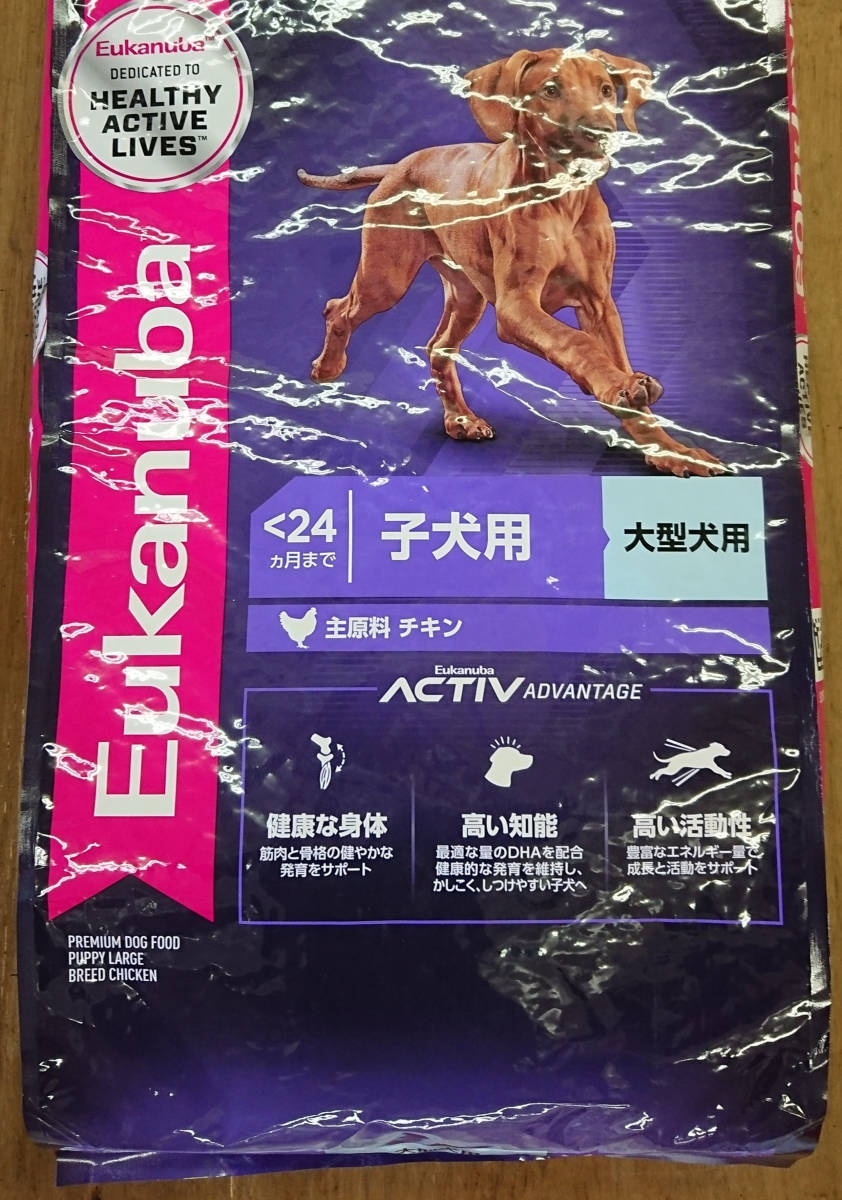 Eukanuba™
DEDICATED TO
HEALTHY
ACTIVE
LIVES™
Eukanuba
<24
ヵ月まで
子犬用
大型犬用
主原料 チキン
Eukanuba
ACTIV ADVANTAGE
健康な身体
筋肉と骨格の健やかな
発育をサポート
高い知能
最適な量のDHAを配合
健康的な発育を維持し、
かしこく、しつけやすい子犬へ
高い活動性
豊富なエネルギー量で
成長と活動をサポート
PREMIUM DOG FOOD
PUPPY LARGE
BREED CHICKEN